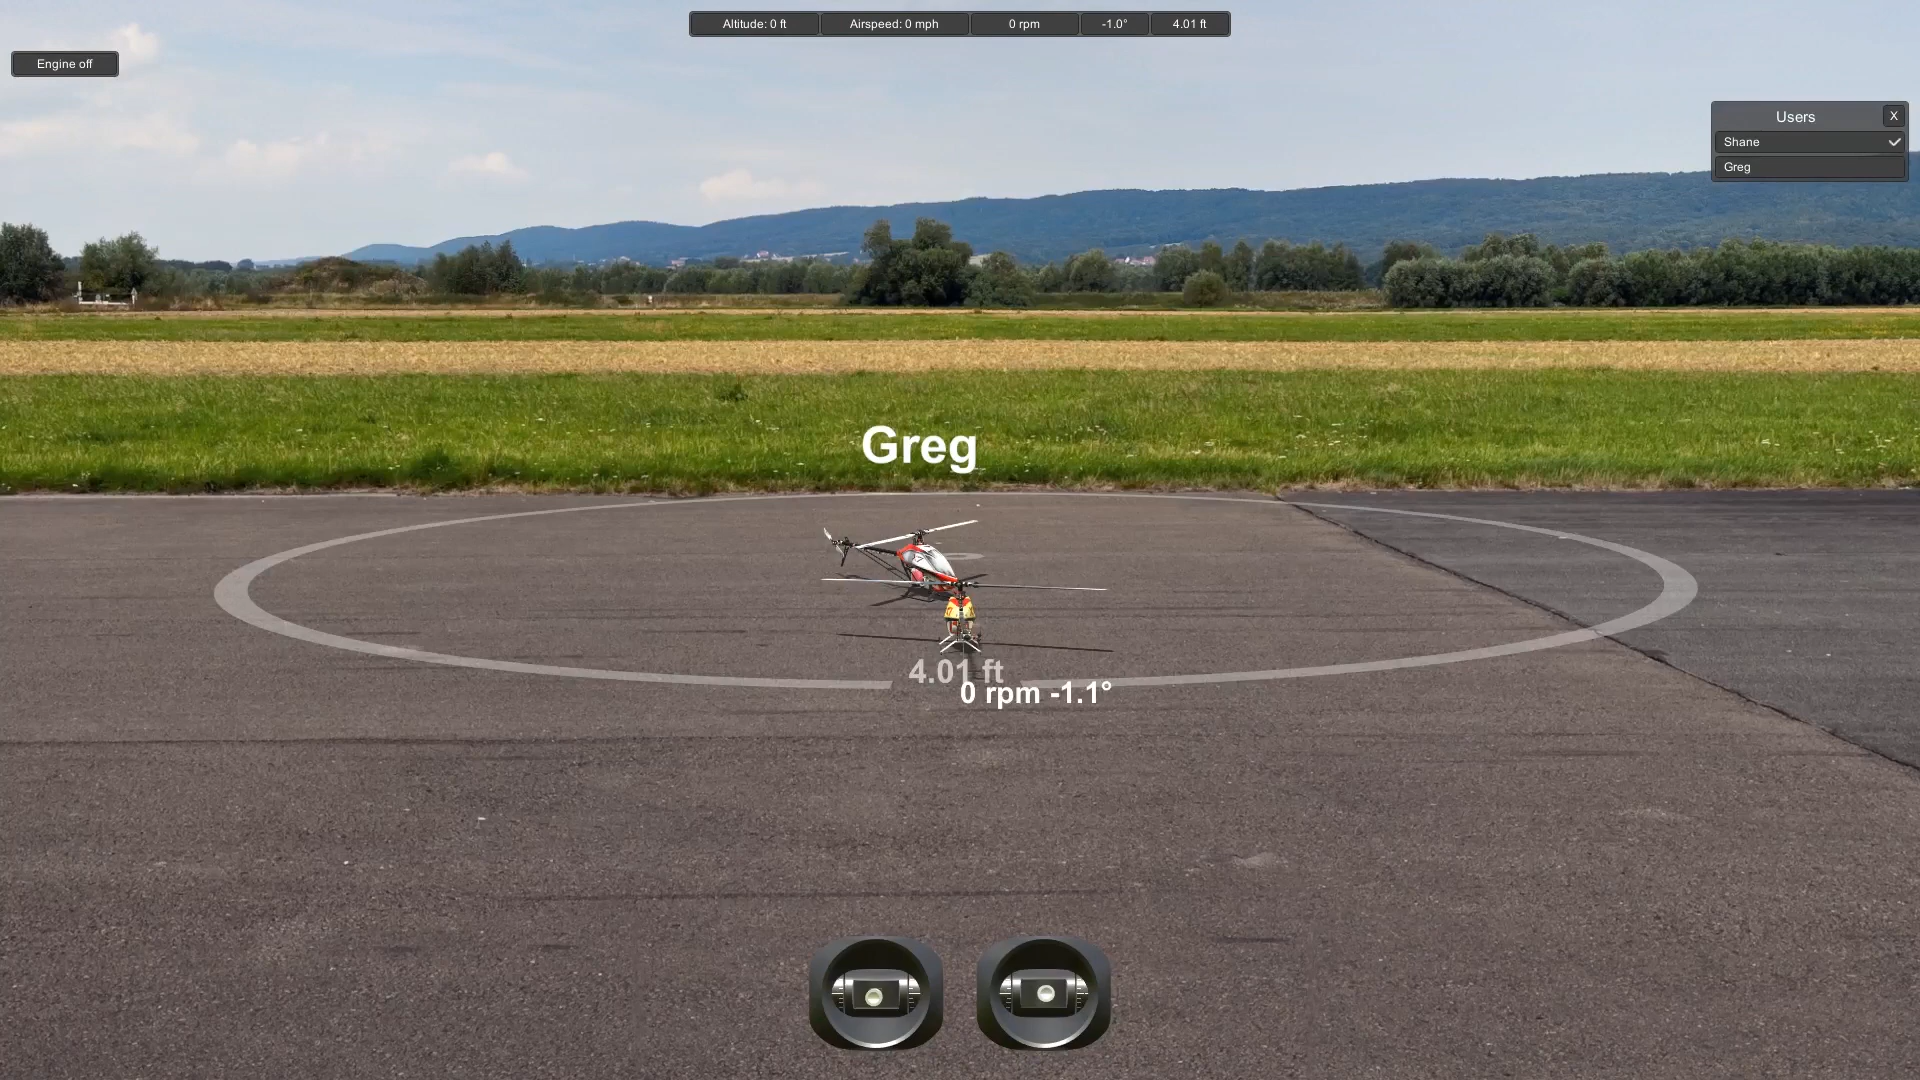 Altitude: 0 ft
Airspeed: 0 mph
0 rpm
-1.0°
4.01 ft
Engine off
Users
X
Shane
Greg
Greg
4.01 ft
0 rpm -1.1°